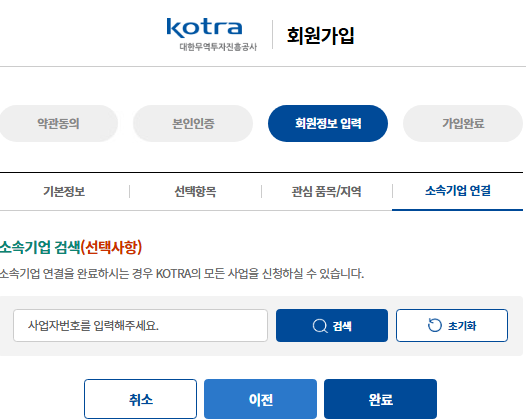 kotra
대한무역투자진흥공사
회원가입
약관동의 본인인증 회원정보 입력 가입완료
기본정보 선택항목 관심 품목/지역 소속기업 연결
소속기업 검색(선택사항)
소속기업 연결을 완료하시는 경우 KOTRA의 모든 사업을 신청하실 수 있습니다.
사업자번호를 입력해주세요. 검색 초기화
취소 이전 완료